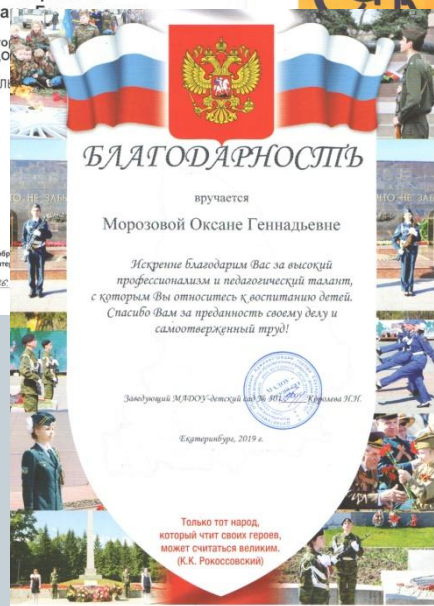 БЛАГОДАРНОСТЬ
вручается
Морозовой Оксане Геннадьевне
Искренне благодарим Вас за высокий
профессионализм и педагогический талант,
с которым Вы относитесь к воспитанию детей.
Спасибо Вам за преданность своему делу и
самоотверженный труд!
Заведующий МАДОУ-детский сад № Королева Н.Н.
МАДОУ
Екатеринбург, 2019 г.
Только тот народ,
который чтит своих героев,
может считаться великим.
(К.К. Рокоссовский)